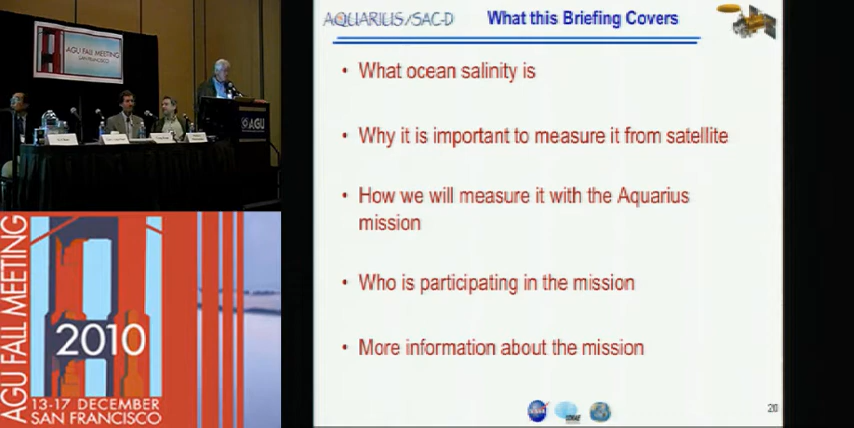 AGU FALL MEETING
SAN FRANCISCO
AGU
AGU FALL MEETING
2010
13-17 DECEMBER
SAN FRANCISCO
AQUARIUS/SAC-D
What this Briefing Covers
• What ocean salinity is
• Why it is important to measure it from satellite
• How we will measure it with the Aquarius
mission
• Who is participating in the mission
• More information about the mission
NASA
20